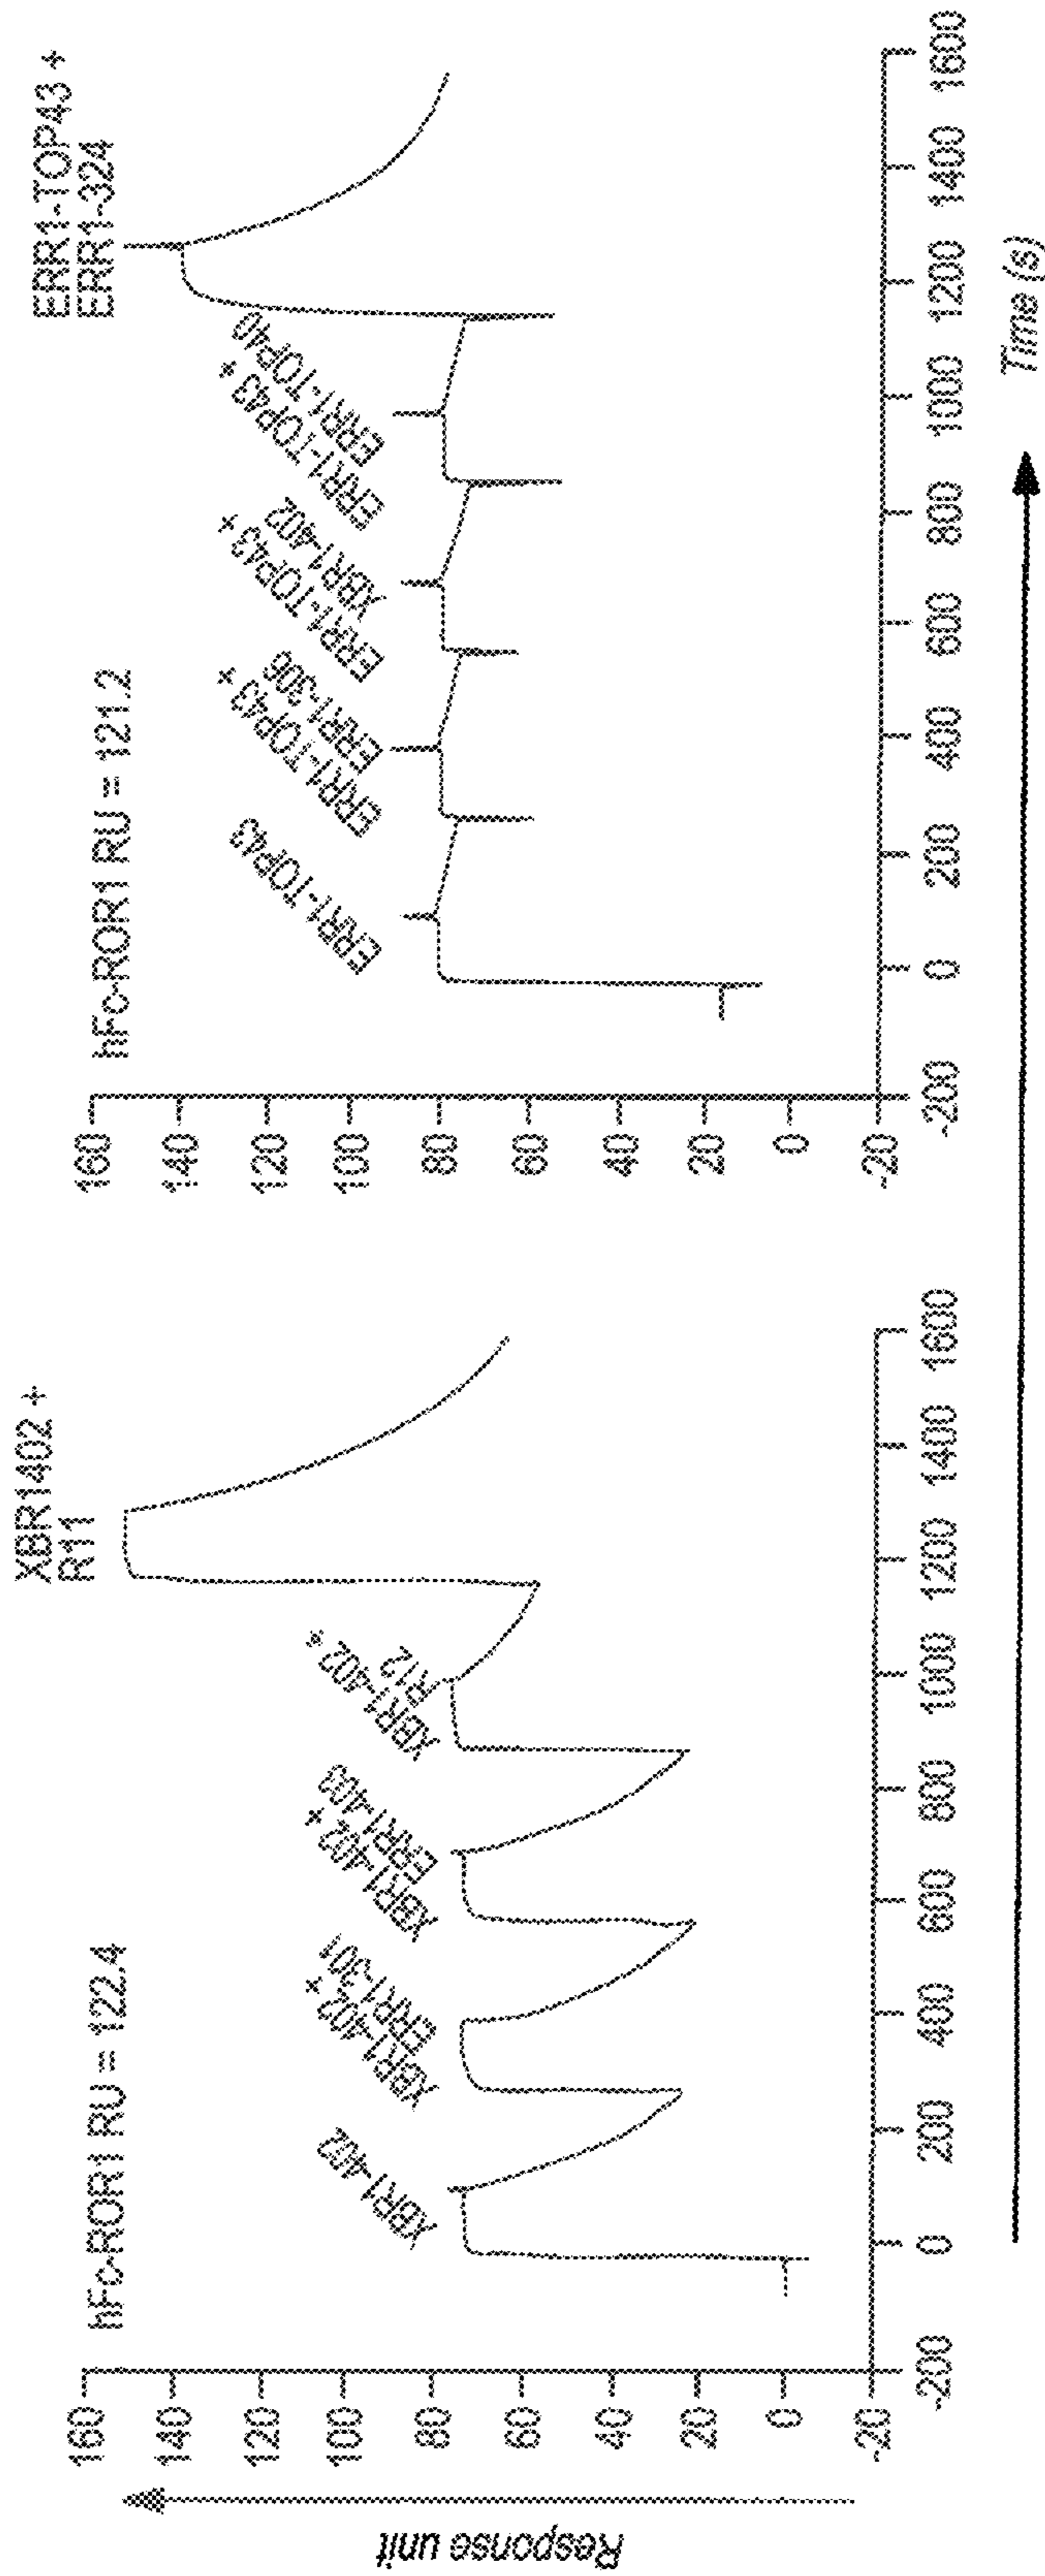 hFc-ROR1 RU = 122.4
XBR1402 +
R11
XBR1-402
XBR1-402 +
ERR1-301
XBR1-402 +
ERR1-403
XBR1-402 +
R12
Response unit
160
140
120
100
80
60
40
20
0
-20
-200
0
200
400
600
800
1000
1200
1400
1600
hFc-ROR1 RU = 121.2
ERR1-TOP43 +
ERR1-324
ERR1-TOP43
ERR1-TOP43 +
ERR1-306
ERR1-TOP43 +
XBR1-402
ERR1-TOP43 +
ERR1-TOP40
160
140
120
100
80
60
40
20
0
-20
-200
0
200
400
600
800
1000
1200
1400
1600
Time (s)